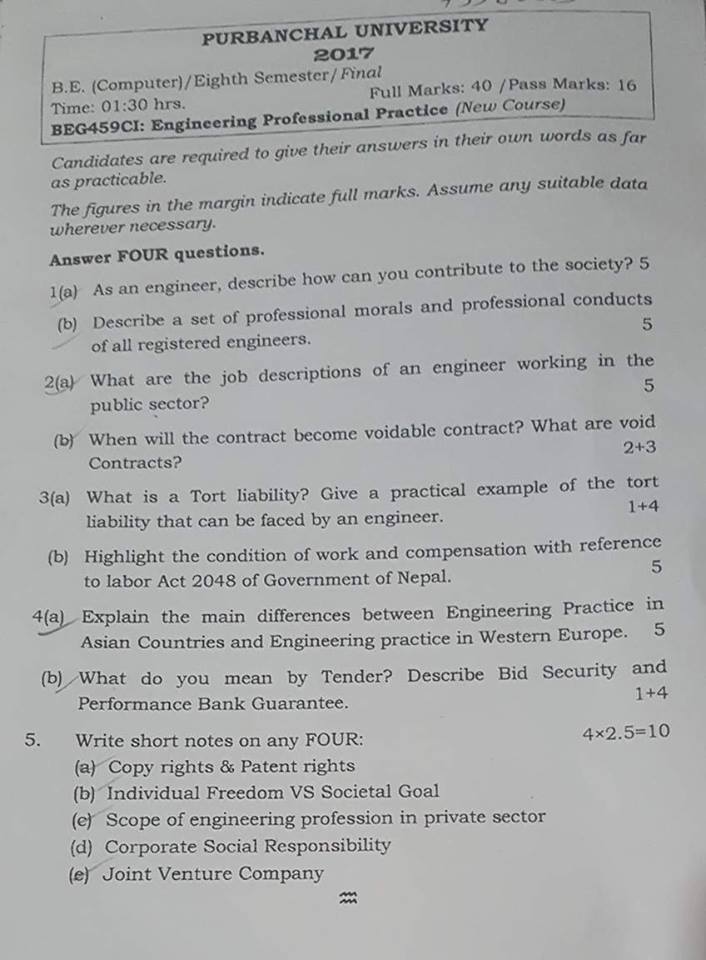 PURBANCHAL UNIVERSITY
2017
B.E. (Computer)/Eighth Semester/Final
Time: 01:30 hrs. Full Marks: 40 /Pass Marks: 16
BEG459CI: Engineering Professional Practice (New Course)
Candidates are required to give their answers in their own words as far
as practicable.
The figures in the margin indicate full marks. Assume any suitable data
wherever necessary.
Answer FOUR questions.
1(a) As an engineer, describe how can you contribute to the society? 5
(b) Describe a set of professional morals and professional conducts
of all registered engineers. 5
2(a) What are the job descriptions of an engineer working in the
public sector? 5
(b) When will the contract become voidable contract? What are void
Contracts? 2+3
3(a) What is a Tort liability? Give a practical example of the tort
liability that can be faced by an engineer. 1+4
(b) Highlight the condition of work and compensation with reference
to labor Act 2048 of Government of Nepal. 5
4(a) Explain the main differences between Engineering Practice in
Asian Countries and Engineering practice in Western Europe. 5
(b) What do you mean by Tender? Describe Bid Security and
Performance Bank Guarantee. 1+4
5. Write short notes on any FOUR: 4×2.5=10
(a) Copy rights & Patent rights
(b) Individual Freedom VS Societal Goal
(c) Scope of engineering profession in private sector
(d) Corporate Social Responsibility
(e) Joint Venture Company